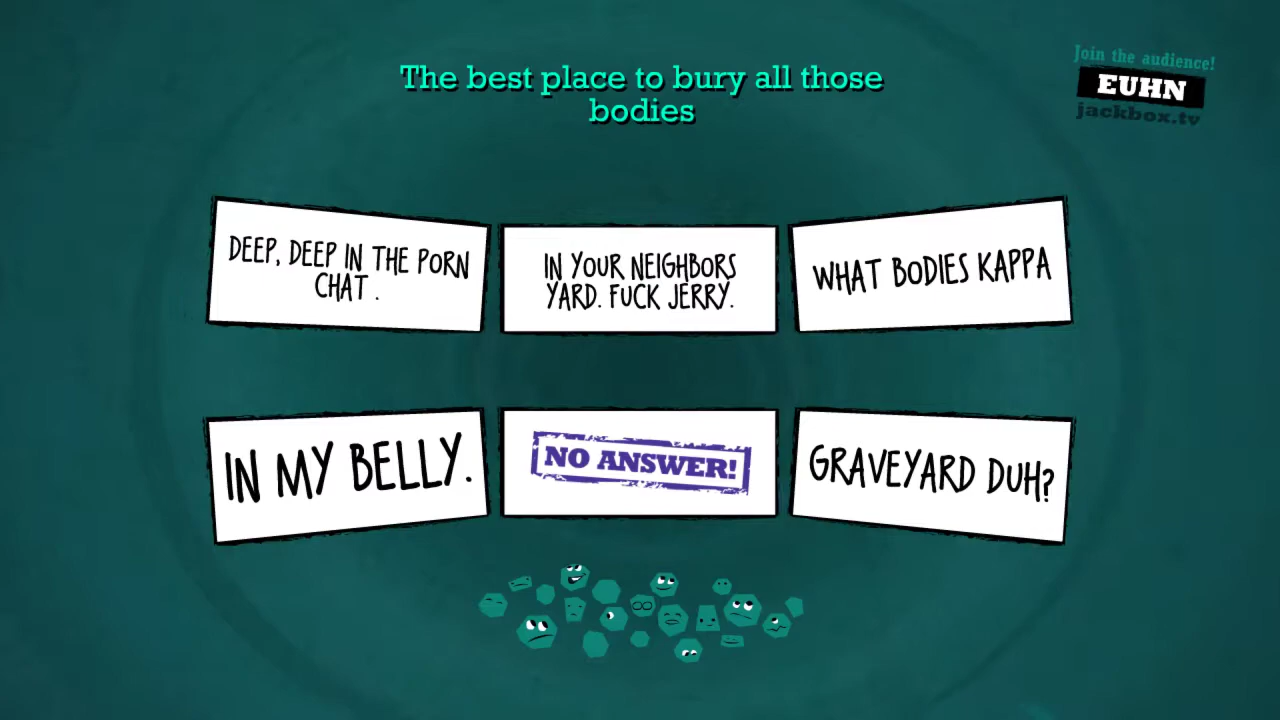 Join the audience!
EUHN
jackbox.tv
The best place to bury all those
bodies
DEEP, DEEP IN THE PORN
CHAT .
IN YOUR NEIGHBORS
YARD. FUCK JERRY.
WHAT BODIES KAPPA
IN MY BELLY.
NO ANSWER!
GRAVEYARD DUH?